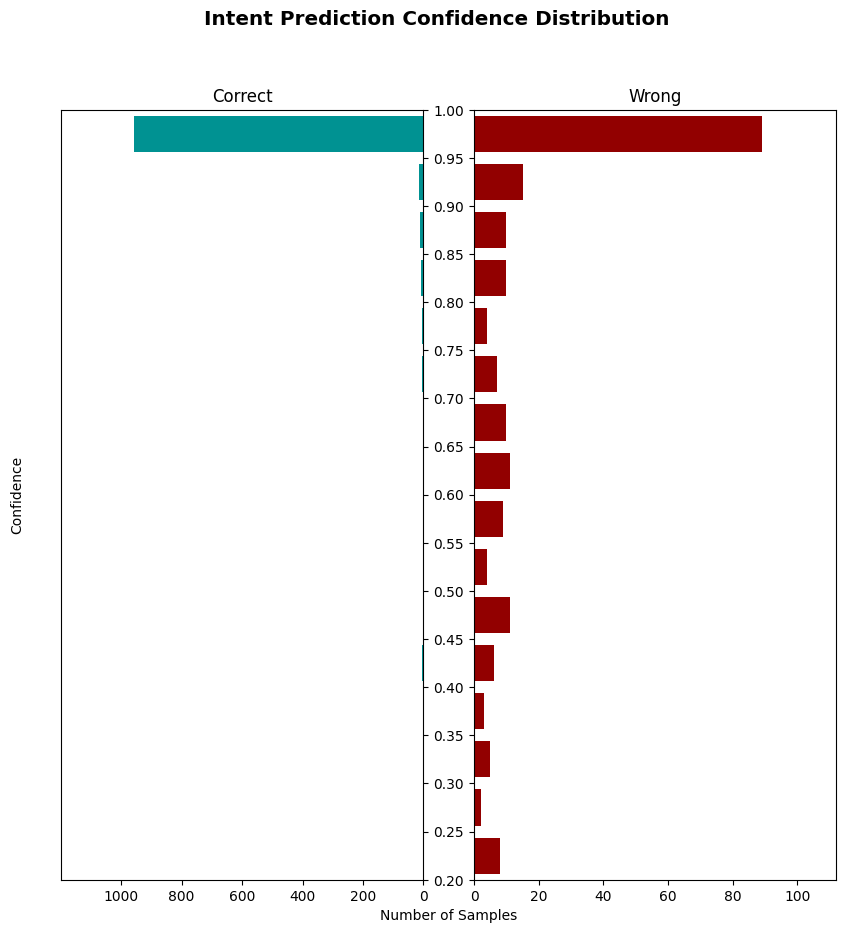 Intent Prediction Confidence Distribution
Correct
Wrong
1.00
0.95
0.90
0.85
0.80
0.75
0.70
0.65
0.60
0.55
0.50
0.45
0.40
0.35
0.30
0.25
0.20
Confidence
1000 800 600 400 200 0
0 20 40 60 80 100
Number of Samples